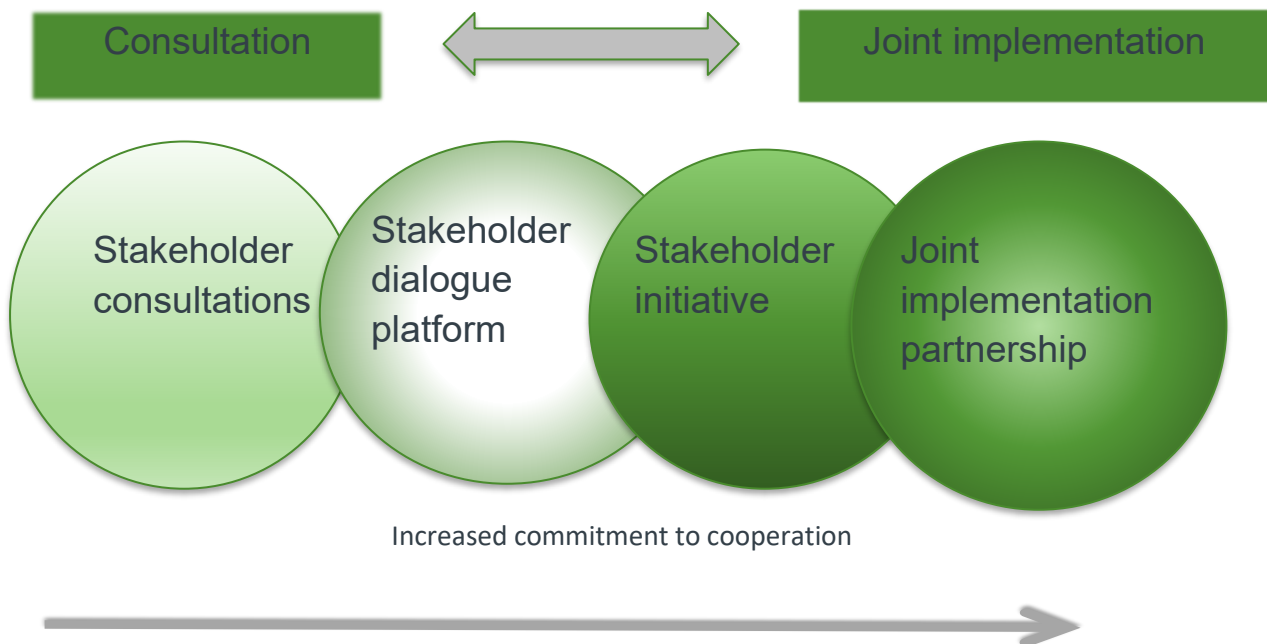 Consultation
Joint implementation
Stakeholder
consultations
Stakeholder
dialogue
platform
Stakeholder
initiative
Joint
implementation
partnership
Increased commitment to cooperation